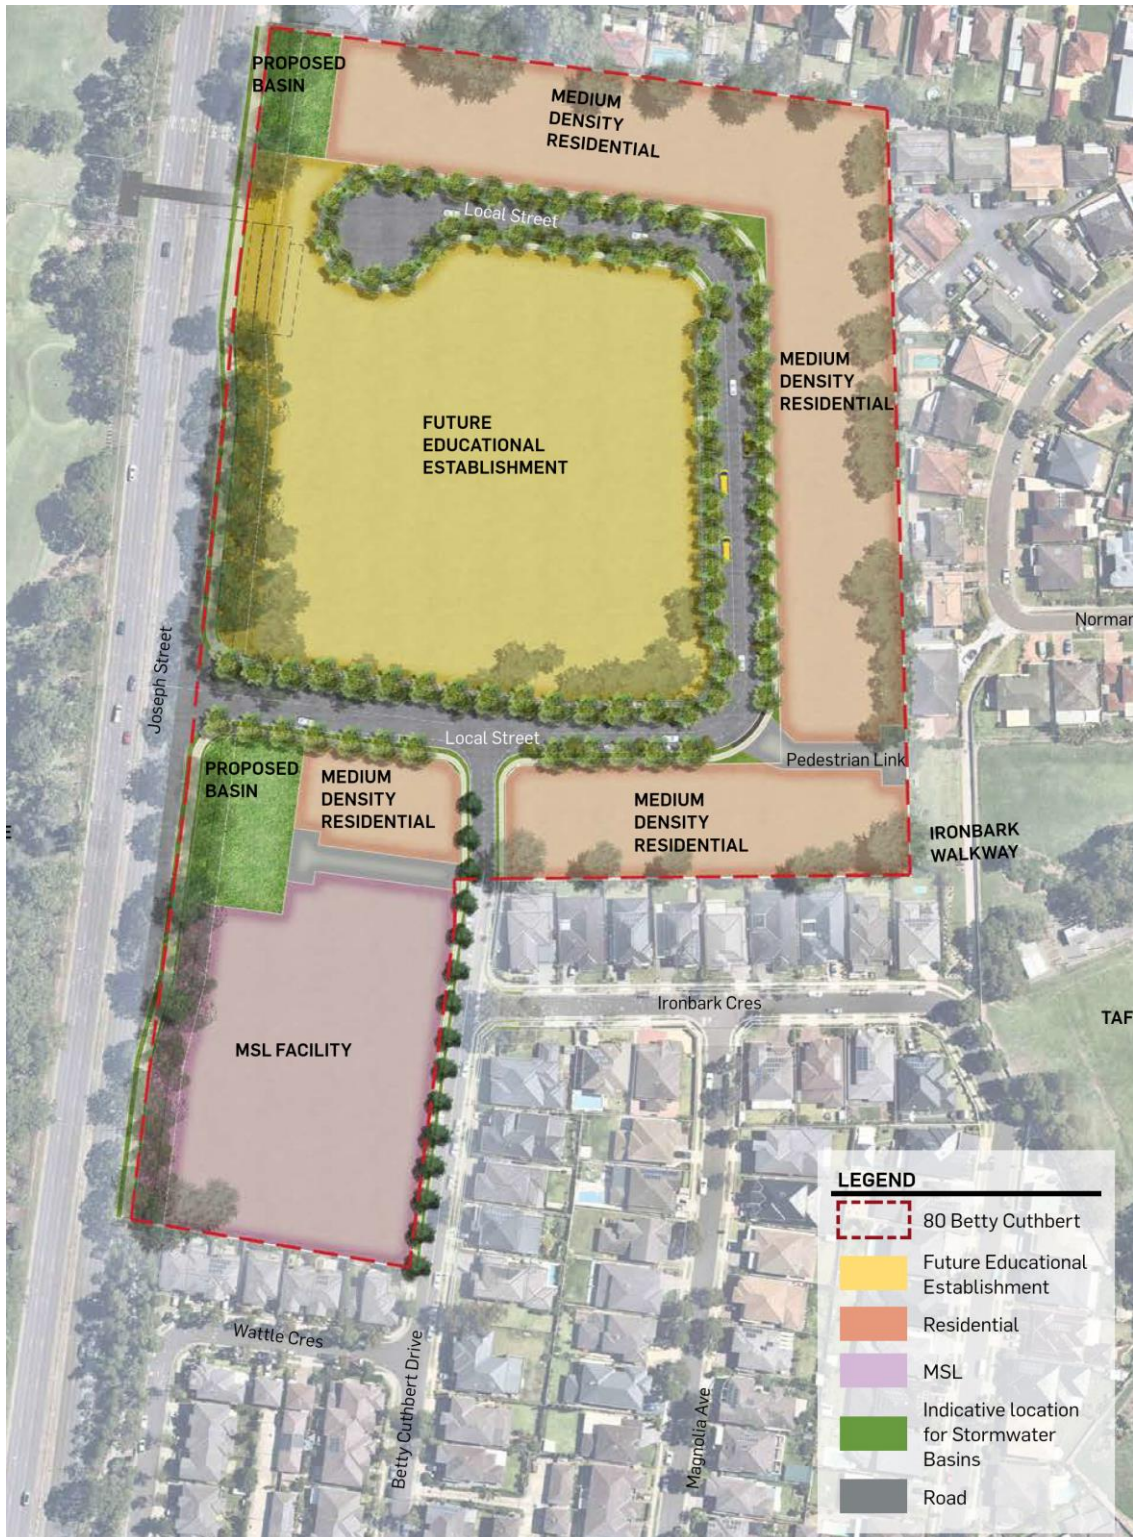 PROPOSED
BASIN
MEDIUM
DENSITY
RESIDENTIAL
Local Street
MEDIUM
DENSITY
RESIDENTIAL
FUTURE
EDUCATIONAL
ESTABLISHMENT
Norman
Joseph Street
Local Street
Pedestrian Link
PROPOSED
BASIN
MEDIUM
DENSITY
RESIDENTIAL
MEDIUM
DENSITY
RESIDENTIAL
E
IRONBARK
WALKWAY
Ironbark Cres
TAF
MSL FACILITY
Wattle Cres
Betty Cuthbert Drive
Magnolia Ave
LEGEND
80 Betty Cuthbert
Future Educational
Establishment
Residential
MSL
Indicative location
for Stormwater
Basins
Road